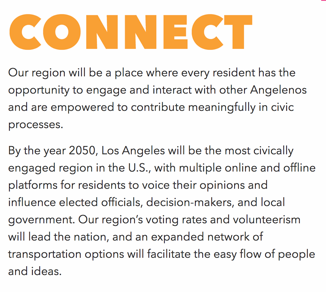 CONNECT
Our region will be a place where every resident has the
opportunity to engage and interact with other Angelenos
and are empowered to contribute meaningfully in civic
processes.
By the year 2050, Los Angeles will be the most civically
engaged region in the U.S., with multiple online and offline
platforms for residents to voice their opinions and
influence elected officials, decision-makers, and local
government. Our region's voting rates and volunteerism
will lead the nation, and an expanded network of
transportation options will facilitate the easy flow of people
and ideas.